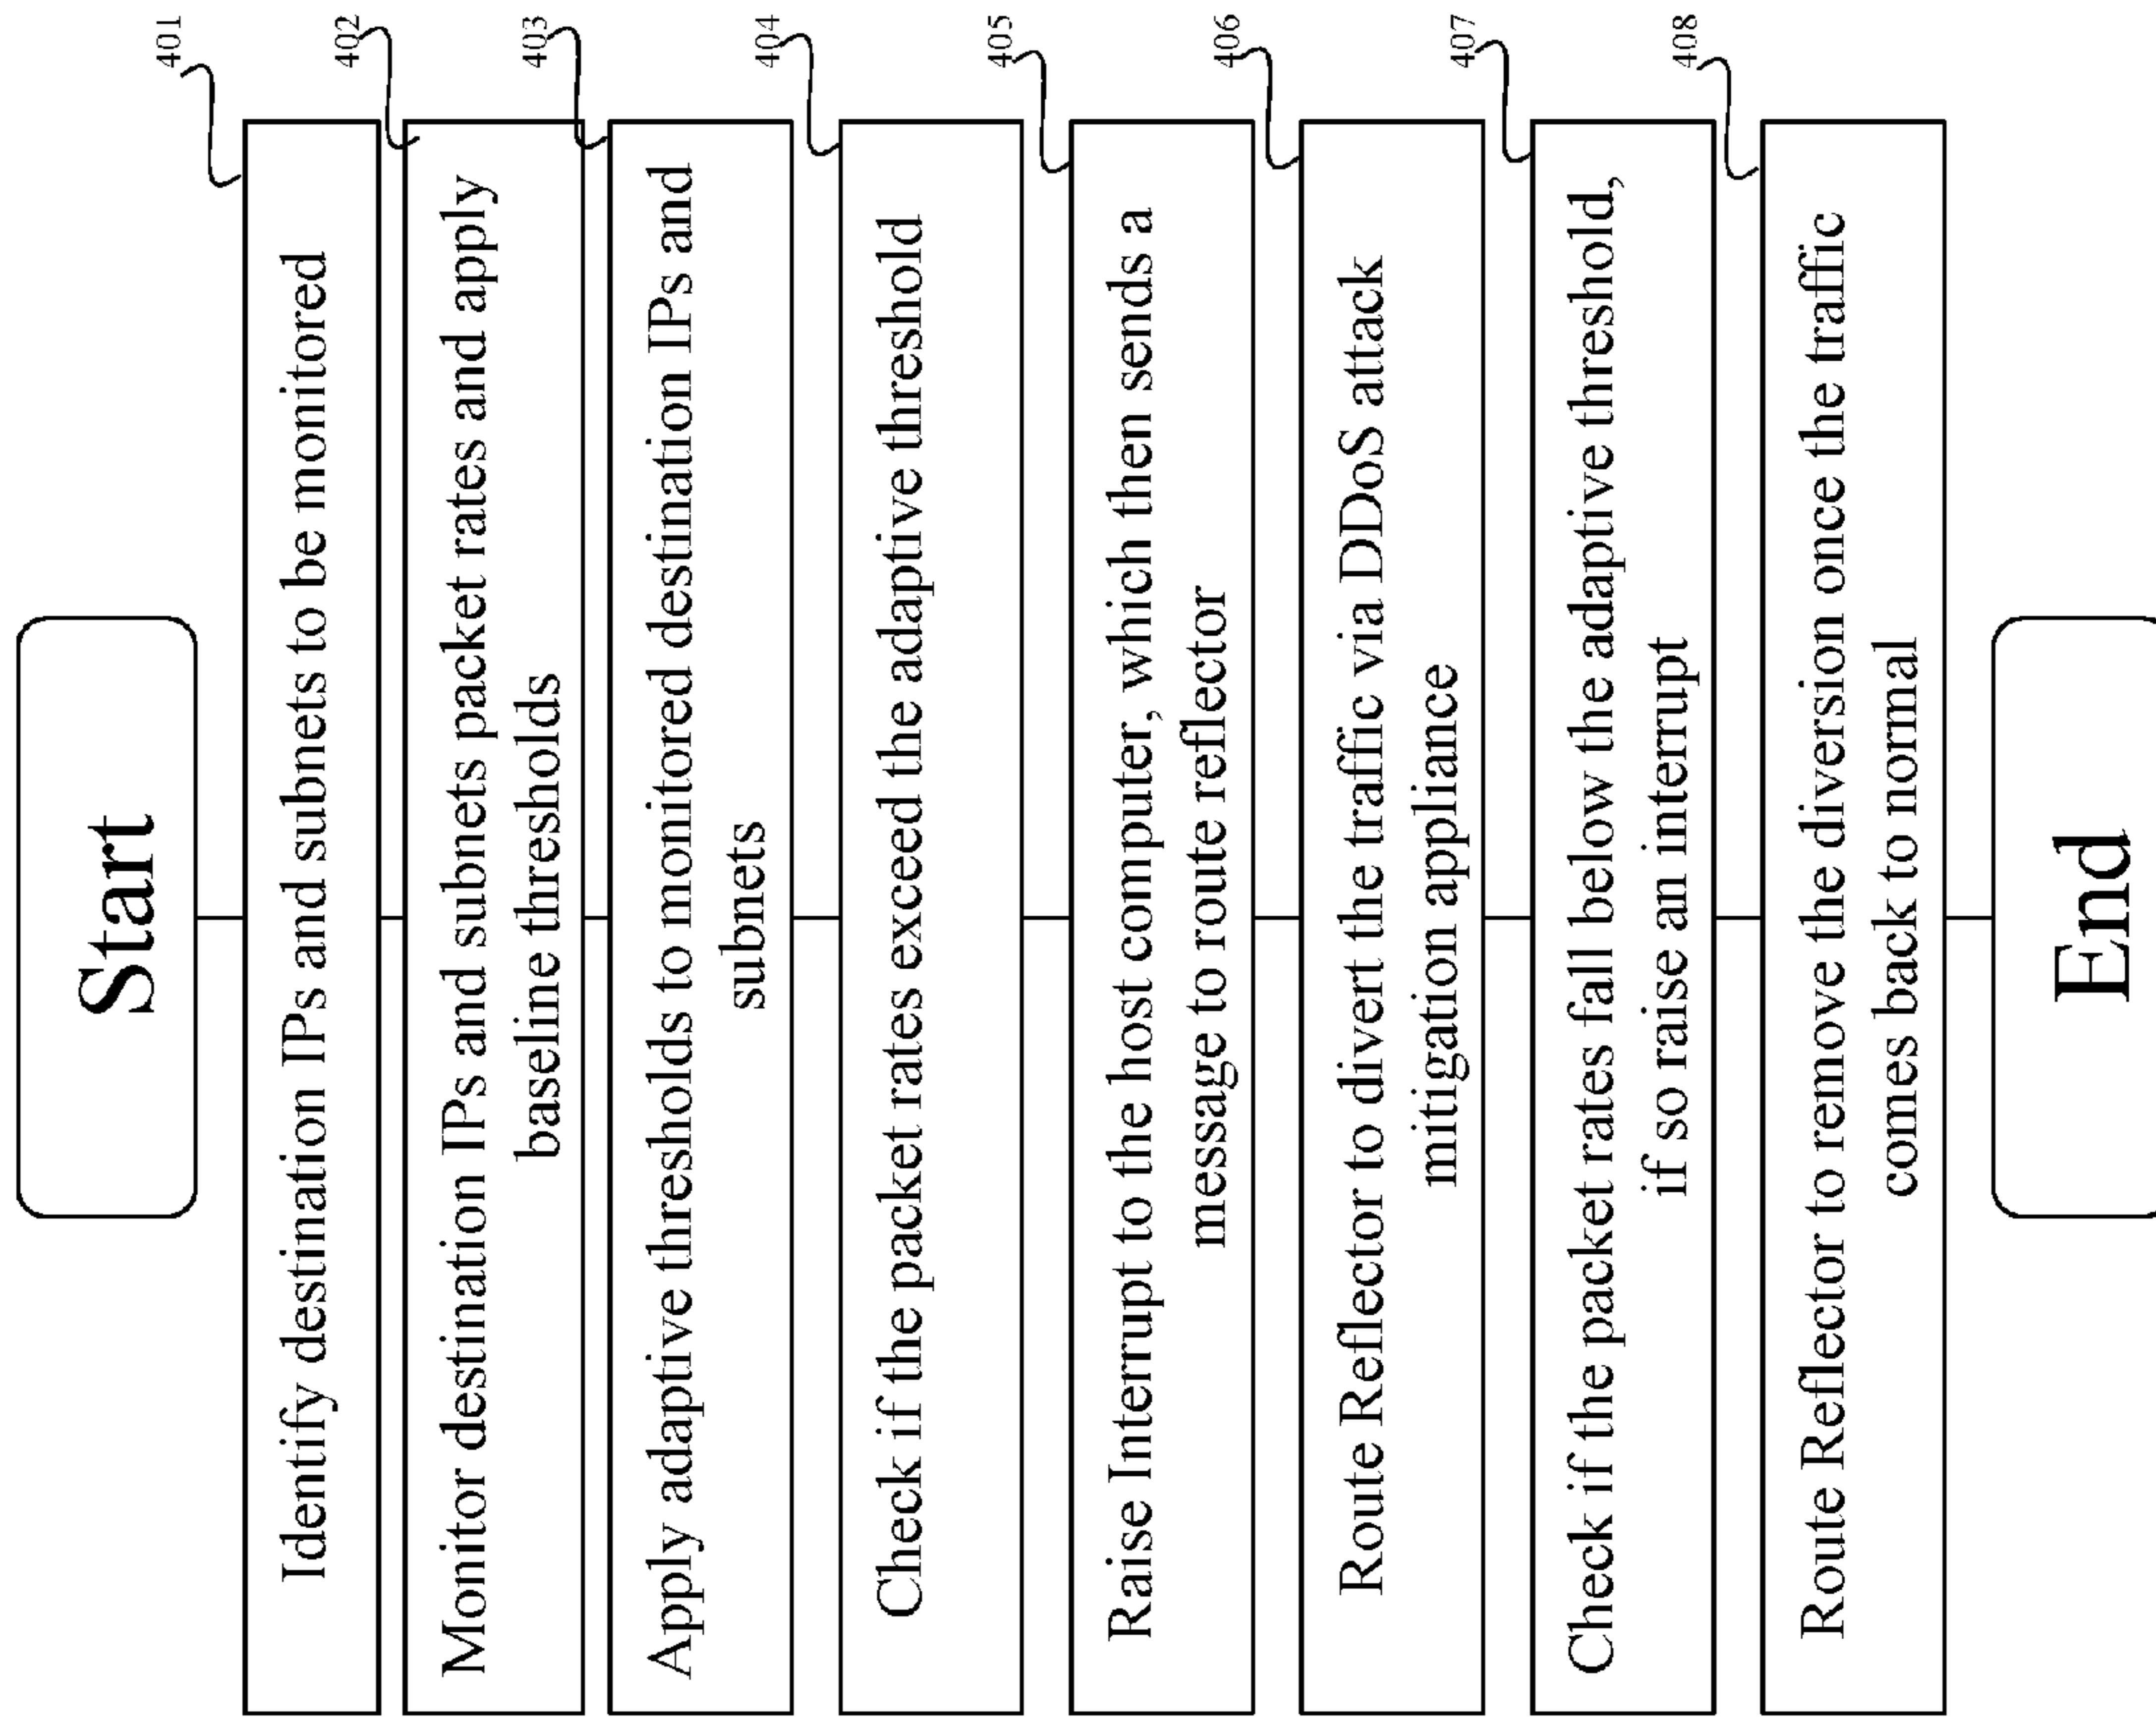 Start
401
Identify destination IPs and subnets to be monitored
402
Monitor destination IPs and subnets packet rates and apply
baseline thresholds
403
Apply adaptive thresholds to monitored destination IPs and
subnets
404
Check if the packet rates exceed the adaptive threshold
405
Raise Interrupt to the host computer, which then sends a
message to route reflector
406
Route Reflector to divert the traffic via DDoS attack
mitigation appliance
407
Check if the packet rates fall below the adaptive threshold,
if so raise an interrupt
408
Route Reflector to remove the diversion once the traffic
comes back to normal
End